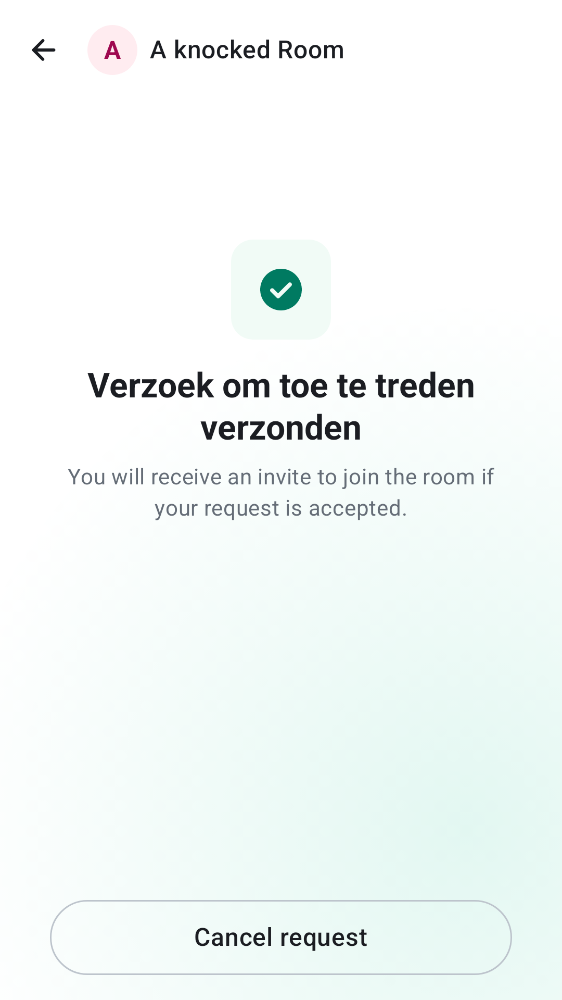 A A knocked Room
Verzoek om toe te treden
verzonden
You will receive an invite to join the room if
your request is accepted.
Cancel request